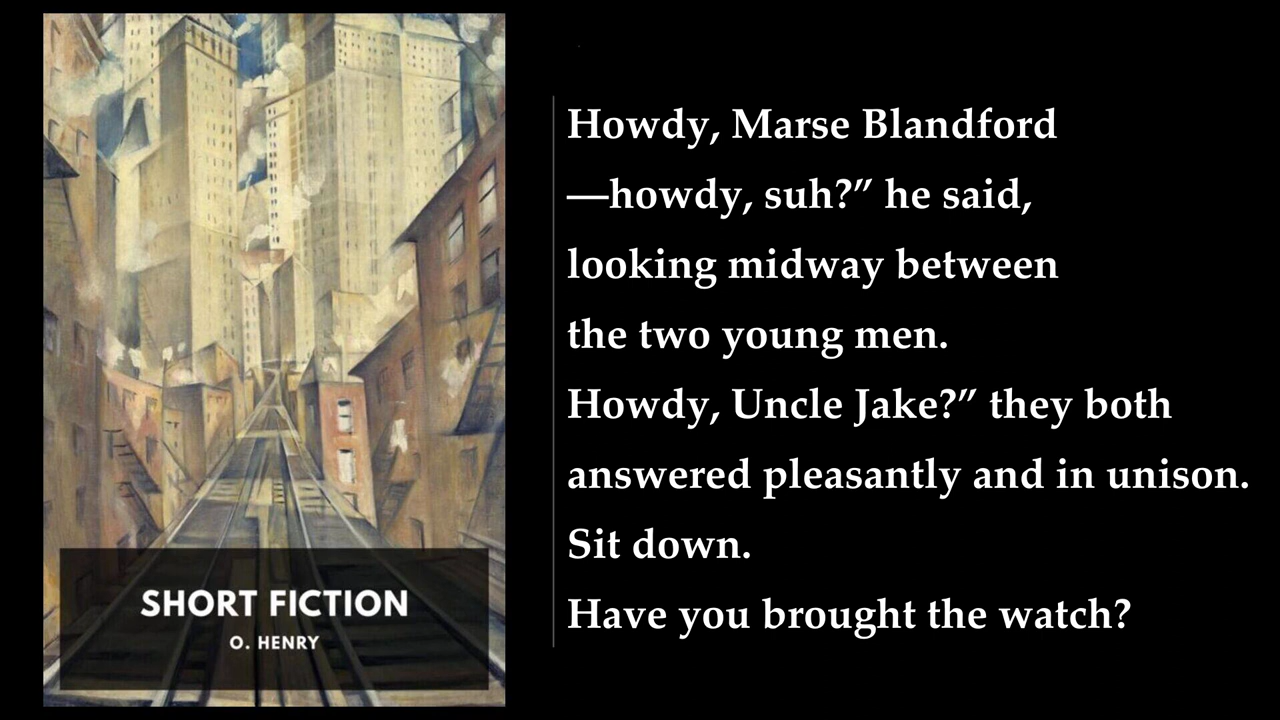 SHORT FICTION
O. HENRY
Howdy, Marse Blandford
—howdy, suh?” he said,
looking midway between
the two young men.
Howdy, Uncle Jake?” they both
answered pleasantly and in unison.
Sit down.
Have you brought the watch?